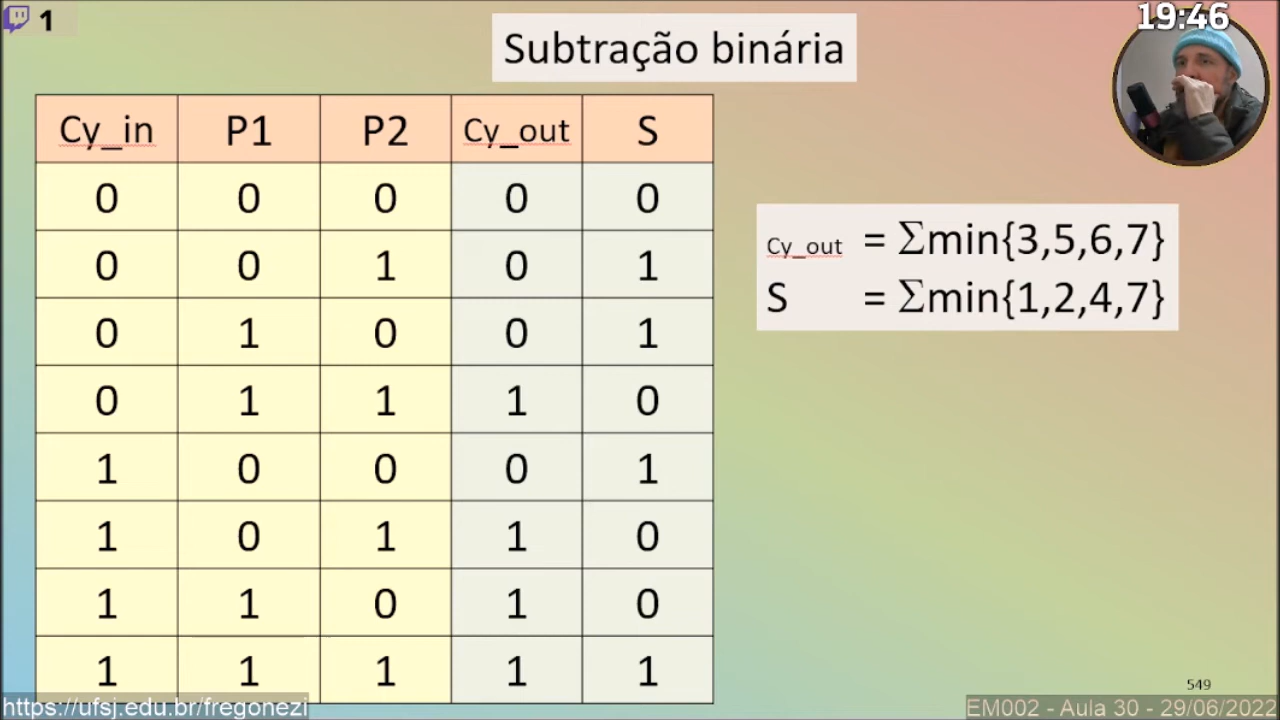 1
19:46
Subtração binária
Cy_in P1 P2 Cy_out S
0 0 0 0 0
0 0 1 0 1
0 1 0 0 1
0 1 1 1 0
1 0 0 0 1
1 0 1 1 0
1 1 0 1 0
1 1 1 1 1
Cy_out = Σmin{3,5,6,7}
S = Σmin{1,2,4,7}
549
https://ufsj.edu.br/fregonezi
EM002 - Aula 30 - 29/06/2022